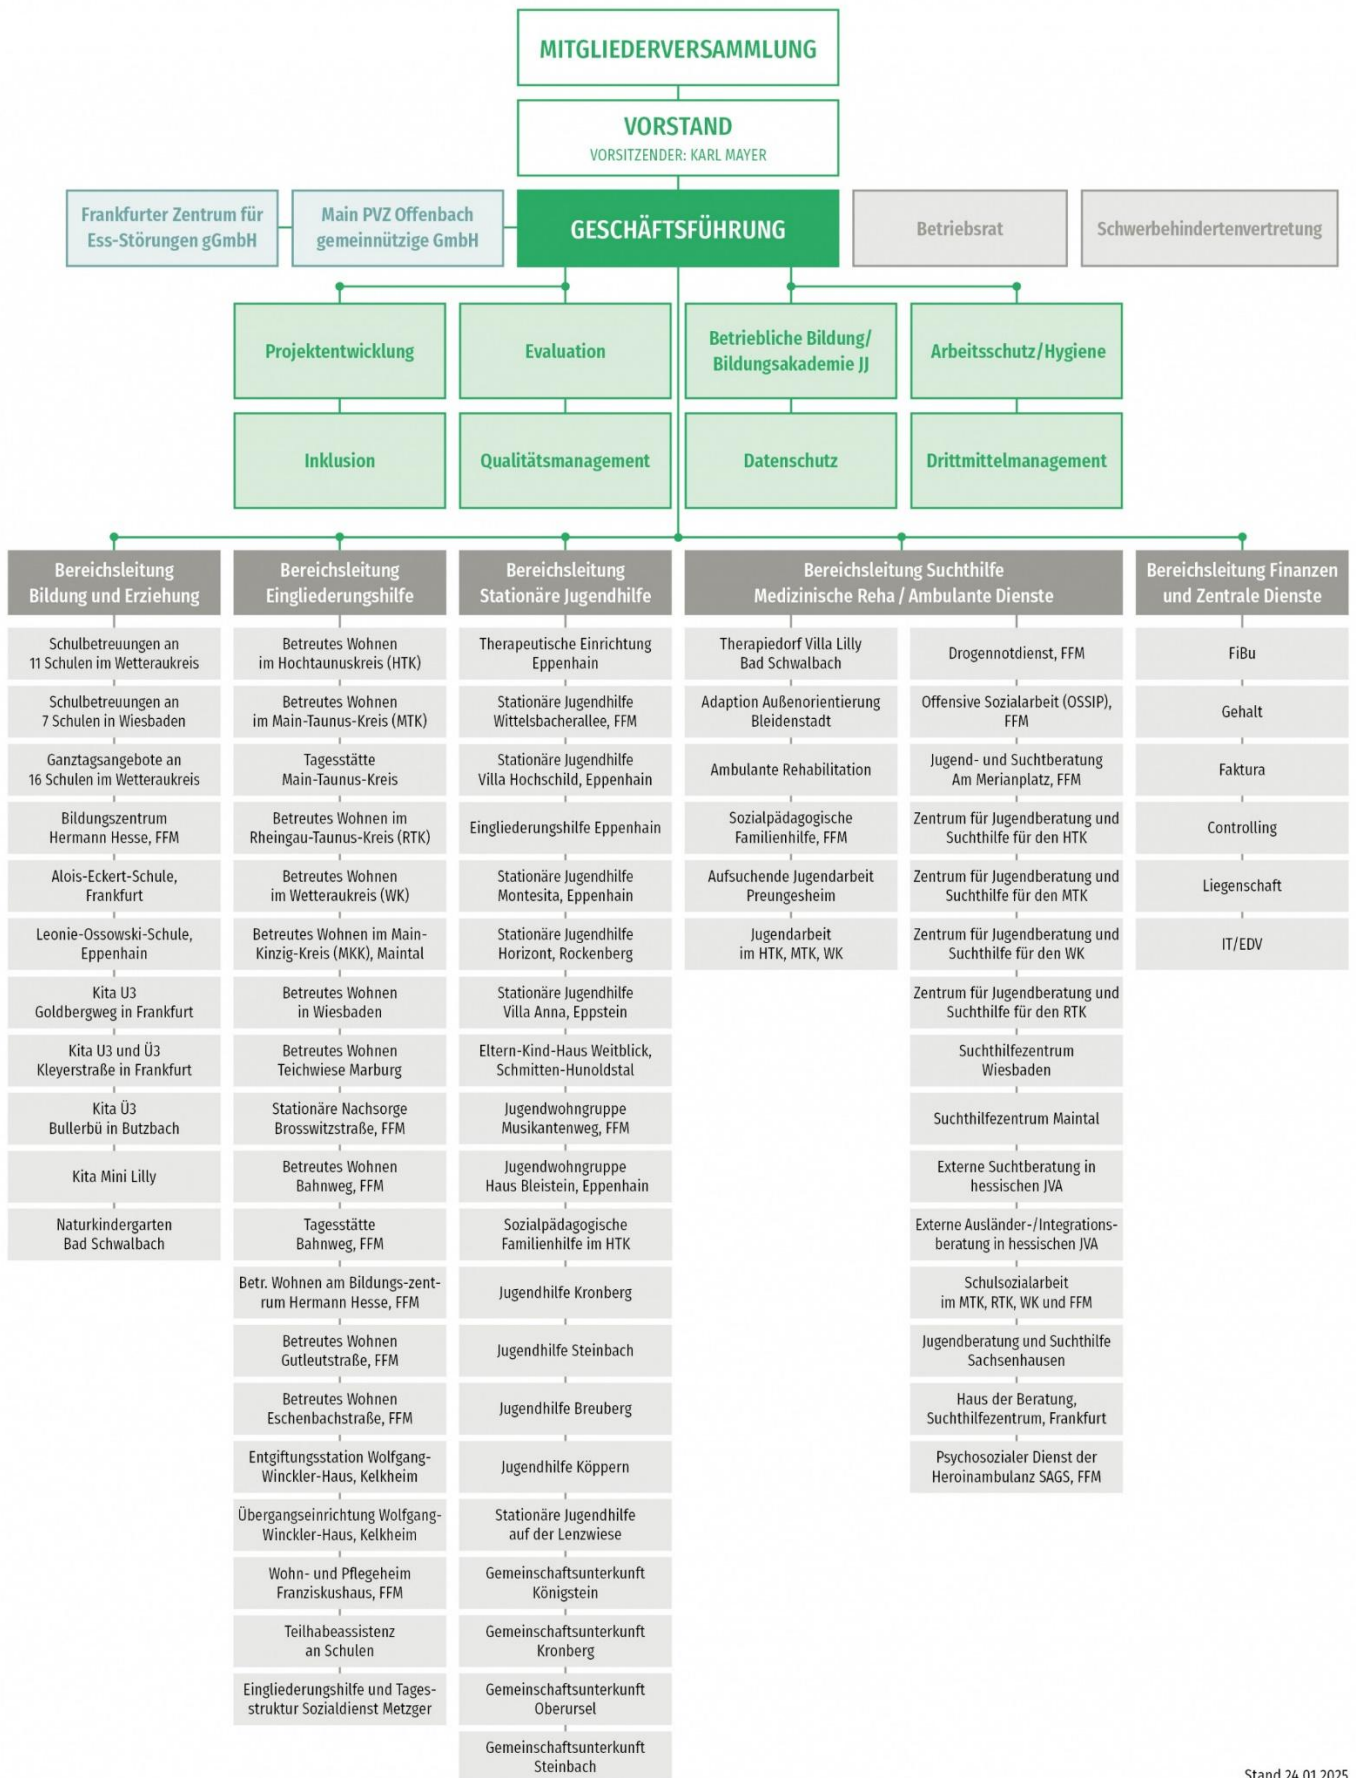 MITGLIEDERVERSAMMLUNG
VORSTAND
VORSITZENDER: KARL MAYER
Frankfurter Zentrum für
Ess-Störungen gGmbH
Main PVZ Offenbach
gemeinnützige GmbH
GESCHÄFTSFÜHRUNG
Betriebsrat
Schwerbehindertenvertretung
Projektentwicklung
Evaluation
Betriebliche Bildung/
Bildungsakademie JJ
Arbeitsschutz/Hygiene
Inklusion
Qualitätsmanagement
Datenschutz
Drittmittelmanagement
Bereichsleitung
Bildung und Erziehung
Schulbetreuungen an
11 Schulen im Wetteraukreis
Schulbetreuungen an
7 Schulen in Wiesbaden
Ganztagsangebote an
16 Schulen im Wetteraukreis
Bildungszentrum
Hermann Hesse, FFM
Alois-Eckert-Schule,
Frankfurt
Leonie-Ossowski-Schule,
Eppenhain
Kita U3
Goldbergweg in Frankfurt
Kita U3 und Ü3
Kleyerstraße in Frankfurt
Kita Ü3
Bullerbü in Butzbach
Kita Mini Lilly
Naturkindergarten
Bad Schwalbach
Bereichsleitung
Eingliederungshilfe
Betreutes Wohnen
im Hochtaunuskreis (HTK)
Betreutes Wohnen
im Main-Taunus-Kreis (MTK)
Tagesstätte
Main-Taunus-Kreis
Betreutes Wohnen im
Rheingau-Taunus-Kreis (RTK)
Betreutes Wohnen
im Wetteraukreis (WK)
Betreutes Wohnen im Main-
Kinzig-Kreis (MKK), Maintal
Betreutes Wohnen
in Wiesbaden
Betreutes Wohnen
Teichwiese Marburg
Stationäre Nachsorge
Brosswitzstraße, FFM
Betreutes Wohnen
Bahnweg, FFM
Tagesstätte
Bahnweg, FFM
Betr. Wohnen am Bildungs-zent-
rum Hermann Hesse, FFM
Betreutes Wohnen
Gutleutstraße, FFM
Betreutes Wohnen
Eschenbachstraße, FFM
Entgiftungsstation Wolfgang-
Winckler-Haus, Kelkheim
Übergangseinrichtung Wolfgang-
Winckler-Haus, Kelkheim
Wohn- und Pflegeheim
Franziskushaus, FFM
Teilhabeassistenz
an Schulen
Eingliederungshilfe und Tages-
struktur Sozialdienst Metzger
Bereichsleitung
Stationäre Jugendhilfe
Therapeutische Einrichtung
Eppenhain
Stationäre Jugendhilfe
Wittelsbacherallee, FFM
Stationäre Jugendhilfe
Villa Hochschild, Eppenhain
Eingliederungshilfe Eppenhain
Stationäre Jugendhilfe
Montesita, Eppenhain
Stationäre Jugendhilfe
Horizont, Rockenberg
Stationäre Jugendhilfe
Villa Anna, Eppstein
Eltern-Kind-Haus Weitblick,
Schmitten-Hunoldstal
Jugendwohngruppe
Musikantenweg, FFM
Jugendwohngruppe
Haus Bleistein, Eppenhain
Sozialpädagogische
Familienhilfe im HTK
Jugendhilfe Kronberg
Jugendhilfe Steinbach
Jugendhilfe Breuberg
Jugendhilfe Köppern
Stationäre Jugendhilfe
auf der Lenzwiese
Gemeinschaftsunterkunft
Königstein
Gemeinschaftsunterkunft
Kronberg
Gemeinschaftsunterkunft
Oberursel
Gemeinschaftsunterkunft
Steinbach
Bereichsleitung Suchthilfe
Medizinische Reha / Ambulante Dienste
Therapiedorf Villa Lilly
Bad Schwalbach
Adaption Außenorientierung
Bleidenstadt
Ambulante Rehabilitation
Sozialpädagogische
Familienhilfe, FFM
Aufsuchende Jugendarbeit
Preungesheim
Jugendarbeit
im HTK, MTK, WK
Drogennotdienst, FFM
Offensive Sozialarbeit (OSSIP),
FFM
Jugend- und Suchtberatung
Am Merianplatz, FFM
Zentrum für Jugendberatung und
Suchthilfe für den HTK
Zentrum für Jugendberatung und
Suchthilfe für den MTK
Zentrum für Jugendberatung und
Suchthilfe für den WK
Zentrum für Jugendberatung und
Suchthilfe für den RTK
Suchthilfezentrum
Wiesbaden
Suchthilfezentrum Maintal
Externe Suchtberatung in
hessischen JVA
Externe Ausländer-/Integrations-
beratung in hessischen JVA
Schulsozialarbeit
im MTK, RTK, WK und FFM
Jugendberatung und Suchthilfe
Sachsenhausen
Haus der Beratung,
Suchthilfezentrum, Frankfurt
Psychosozialer Dienst der
Heroinambulanz SAGS, FFM
Bereichsleitung Finanzen
und Zentrale Dienste
FiBu
Gehalt
Faktura
Controlling
Liegenschaft
IT/EDV
Stand 24.01.2025